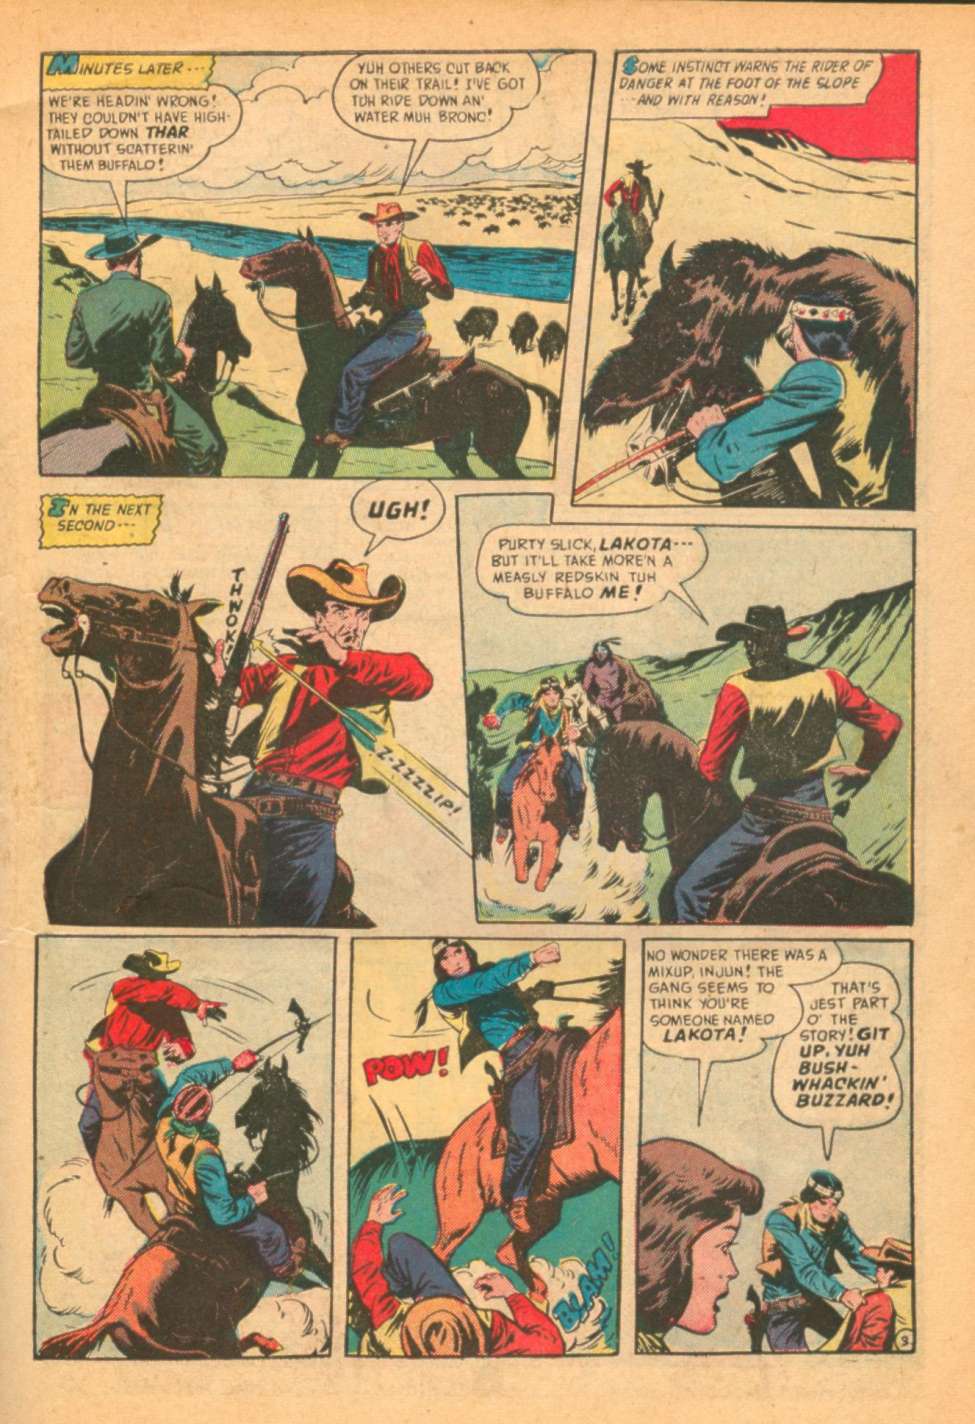 MINUTES LATER---
WE'RE HEADIN' WRONG!
THEY COULDN'T HAVE HIGH-
TAILED DOWN THAR
WITHOUT SCATTERIN'
THEM BUFFALO!
YUH OTHERS CUT BACK
ON THEIR TRAIL! I'VE GOT
TUH RIDE DOWN AN'
WATER MUH BRONC!
SOME INSTINCT WARNS THE RIDER OF
DANGER AT THE FOOT OF THE SLOPE
---AND WITH REASON!
IN THE NEXT
SECOND---
THWOK!
UGH!
Z-ZZZZZIP!
PURTY SLICK, LAKOTA---
BUT IT'LL TAKE MORE'N A
MEASLY REDSKIN TUH
BUFFALO ME!
POW!
BLAM!
NO WONDER THERE WAS A
MIXUP, INJUN! THE
GANG SEEMS TO
THINK YOU'RE
SOMEONE NAMED
LAKOTA!
THAT'S
JEST PART
O' THE
STORY! GIT
UP, YUH
BUSH-
WHACKIN'
BUZZARD!
3